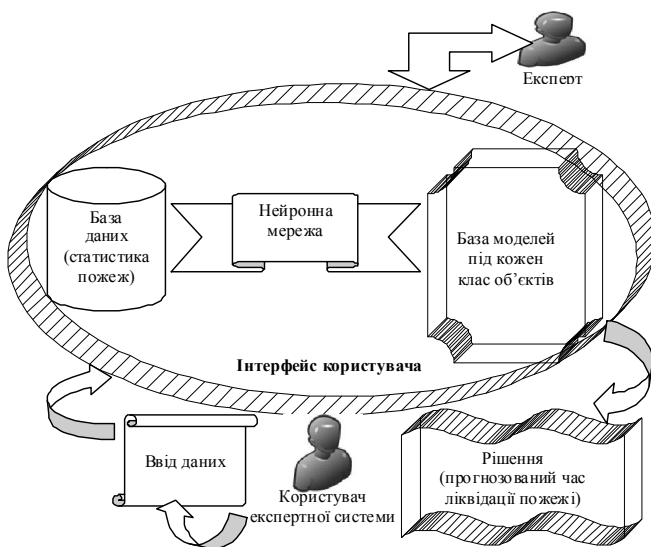 Експерт
База
даних
(статистика
пожеж)
Нейронна
мережа
База моделей
під кожен
клас об’єктів
Інтерфейс користувача
Ввід даних
Користувач
експертної системи
Рішення
(прогнозований час
ліквідації пожежі)